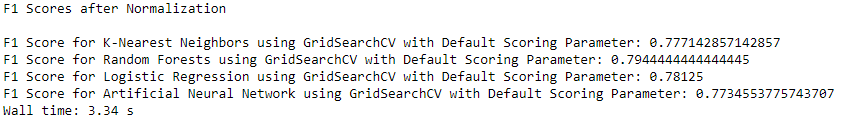 F1 Scores after Normalization
F1 Score for K-Nearest Neighbors using GridSearchCV with Default Scoring Parameter: 0.777142857142857
F1 Score for Random Forests using GridSearchCV with Default Scoring Parameter: 0.7944444444444445
F1 Score for Logistic Regression using GridSearchCV with Default Scoring Parameter: 0.78125
F1 Score for Artificial Neural Network using GridSearchCV with Default Scoring Parameter: 0.7734553775743707
Wall time: 3.34 s